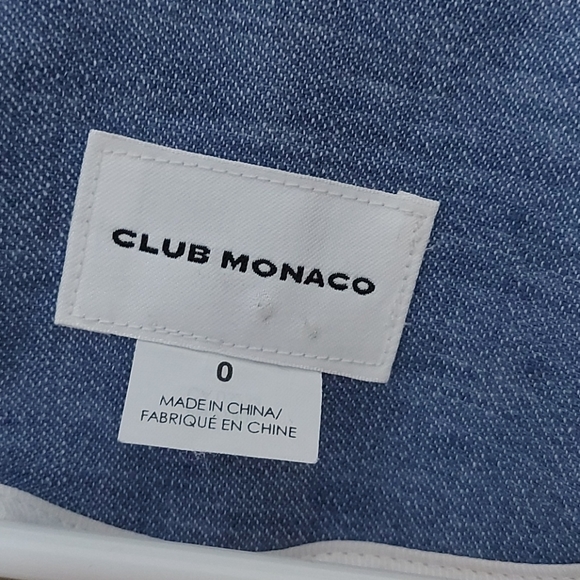 CLUB MONACO
0
MADE IN CHINA/
FABRIQUÉ EN CHINE